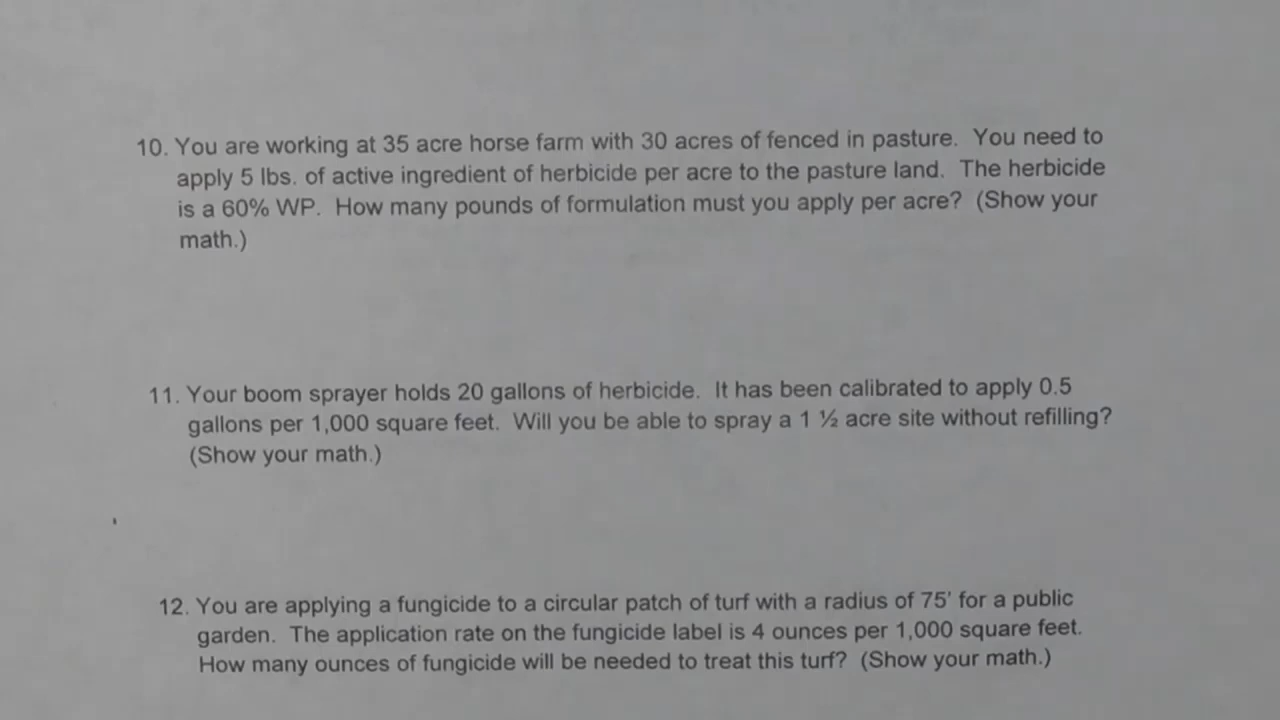 10. You are working at 35 acre horse farm with 30 acres of fenced in pasture. You need to
apply 5 lbs. of active ingredient of herbicide per acre to the pasture land. The herbicide
is a 60% WP. How many pounds of formulation must you apply per acre? (Show your
math.)
11. Your boom sprayer holds 20 gallons of herbicide. It has been calibrated to apply 0.5
gallons per 1,000 square feet. Will you be able to spray a 1 ½ acre site without refilling?
(Show your math.)
12. You are applying a fungicide to a circular patch of turf with a radius of 75' for a public
garden. The application rate on the fungicide label is 4 ounces per 1,000 square feet.
How many ounces of fungicide will be needed to treat this turf? (Show your math.)